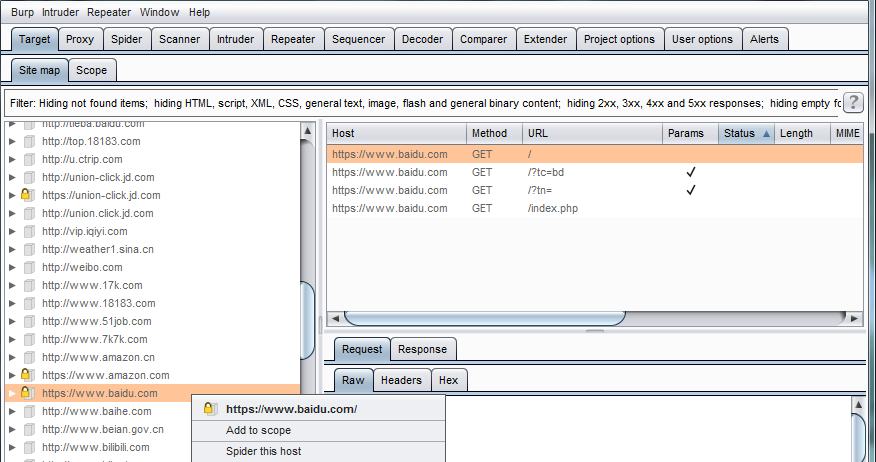 Burp Intruder Repeater Window Help
Target Proxy Spider Scanner Intruder Repeater Sequencer Decoder Comparer Extender Project options User options Alerts
Site map Scope
Filter: Hiding not found items; hiding HTML, script, XML, CSS, general text, image, flash and general binary content; hiding 2xx, 3xx, 4xx and 5xx responses; hiding empty fo ?
http://tieba.baidu.com
http://top.18183.com
http://u.ctrip.com
http://union-click.jd.com
https://union-click.jd.com
http://union.click.jd.com
http://vip.iqiyi.com
http://weather1.sina.cn
http://weibo.com
http://www.17k.com
http://www.18183.com
http://www.51job.com
http://www.7k7k.com
http://www.amazon.cn
https://www.amazon.com
https://www.baidu.com
http://www.baihe.com
http://www.beian.gov.cn
http://www.bilibili.com
Host Method URL Params Status Length MIME
https://www.baidu.com GET /
https://www.baidu.com GET /?tc=bd ✓
https://www.baidu.com GET /?tn= ✓
https://www.baidu.com GET /index.php
Request Response
Raw Headers Hex
https://www.baidu.com/
Add to scope
Spider this host